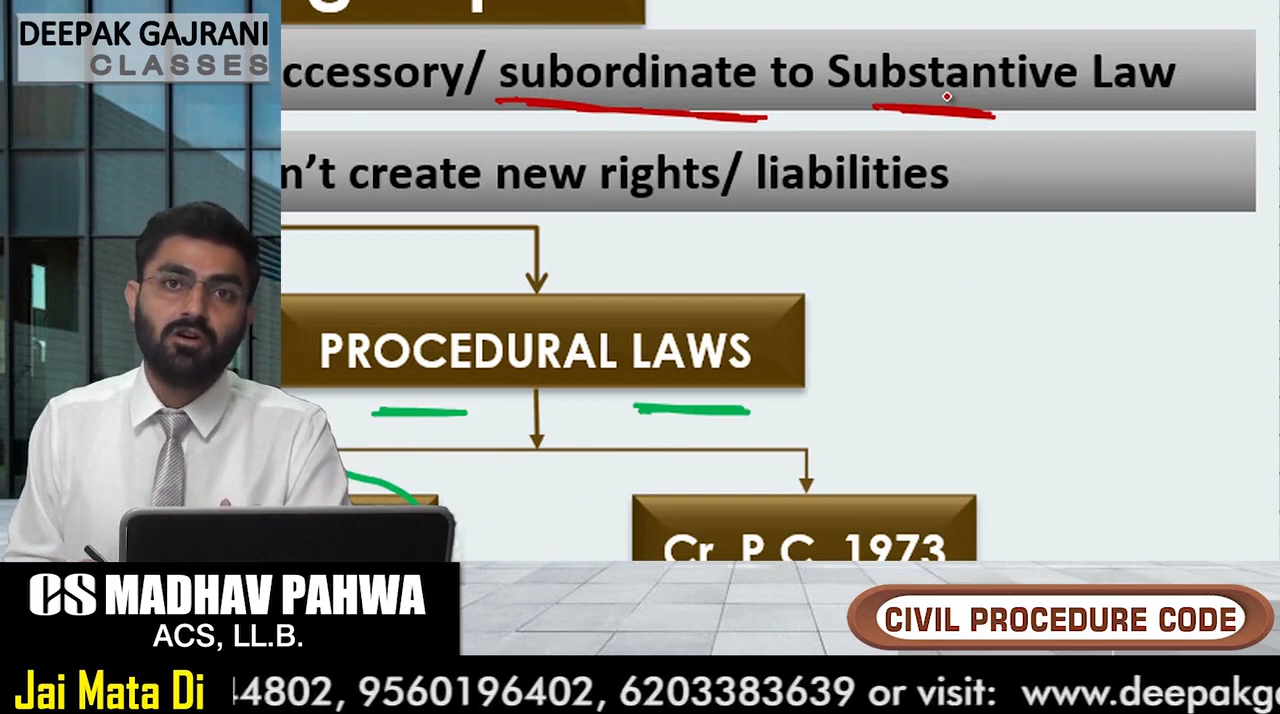 DEEPAK GAJRANI
CLASSES
ccessory/ subordinate to Substantive Law
n't create new rights/ liabilities
PROCEDURAL LAWS
Cr. P.C. 1973
CS MADHAV PAHWA
ACS, LL.B.
CIVIL PROCEDURE CODE
Jai Mata Di
44802, 9560196402, 6203383639 or visit: www.deepakg